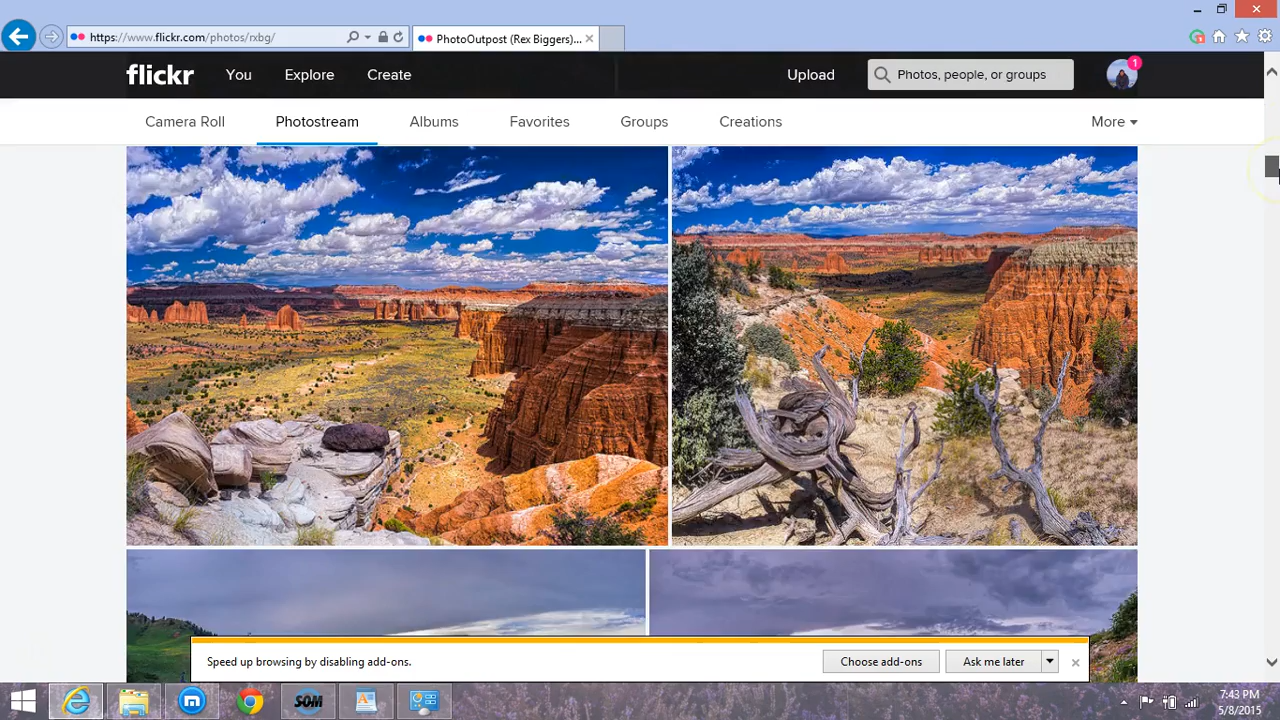 https://www.flickr.com/photos/rxbg/
PhotoOutpost (Rex Biggers)...
flickr
You
Explore
Create
Upload
Photos, people, or groups
1
Camera Roll
Photostream
Albums
Favorites
Groups
Creations
More
Speed up browsing by disabling add-ons.
Choose add-ons
Ask me later
SOM
7:43 PM
5/8/2015